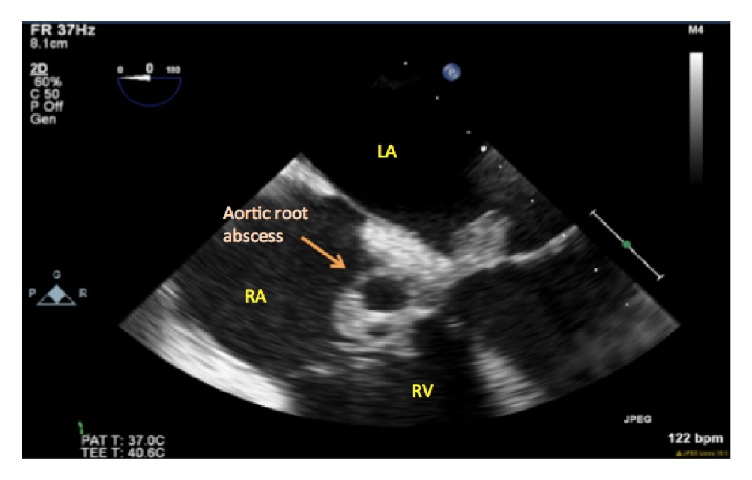 FR 37Hz
8.1cm
M4
2D
60%
C 50
P Off
Gen
0 0 180
P
LA
Aortic root
abscess
G
P R
RA
RV
JPEG
PAT T: 37.0C
TEE T: 40.6C
122 bpm